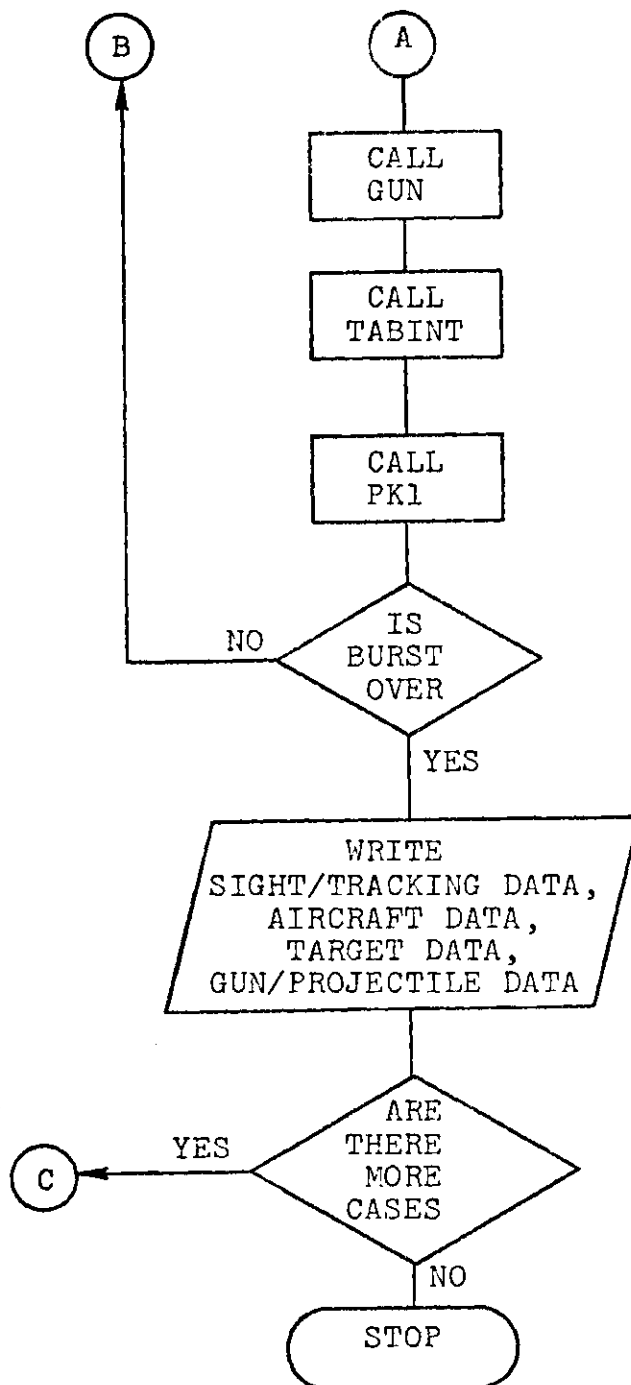 B
A
CALL
GUN
CALL
TABINT
CALL
PK1
IS
BURST
OVER
NO
YES
WRITE
SIGHT/TRACKING DATA,
AIRCRAFT DATA,
TARGET DATA,
GUN/PROJECTILE DATA
ARE
THERE
MORE
CASES
YES
C
NO
STOP